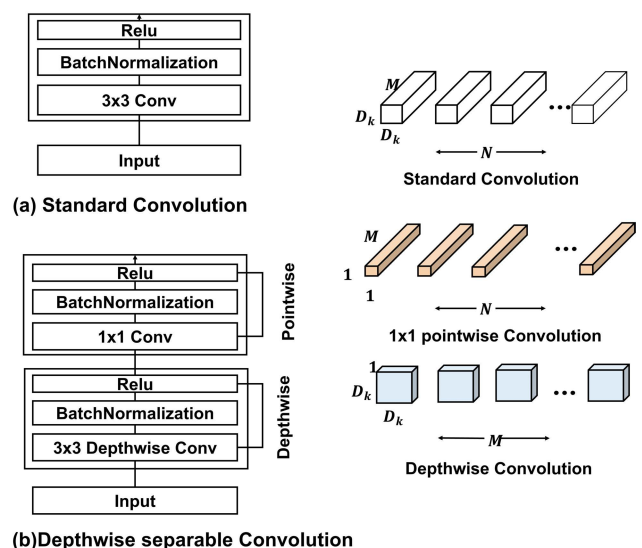 Relu
BatchNormalization
3x3 Conv
Input
(a) Standard Convolution
M
D_k
D_k
...
N
Standard Convolution
Relu
BatchNormalization
1x1 Conv
Pointwise
Relu
BatchNormalization
3x3 Depthwise Conv
Depthwise
Input
(b)Depthwise separable Convolution
M
1
1
...
N
1x1 pointwise Convolution
1
D_k
D_k
...
M
Depthwise Convolution